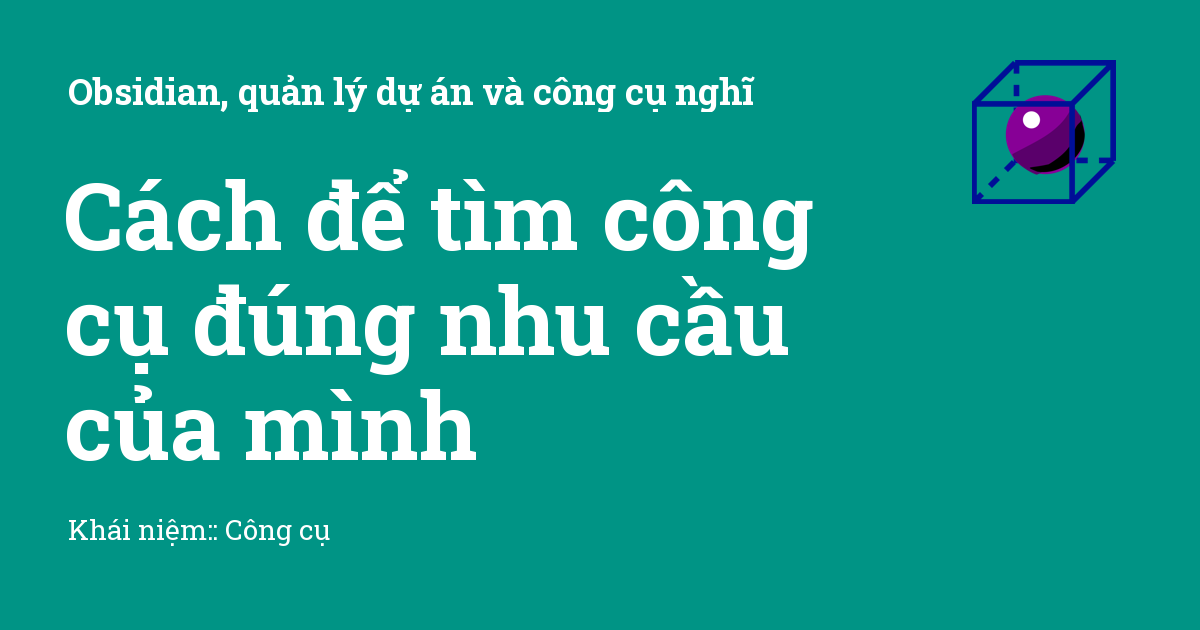 Obsidian, quản lý dự án và công cụ nghĩ
Cách để tìm công
cụ đúng nhu cầu
của mình
Khái niệm:: Công cụ